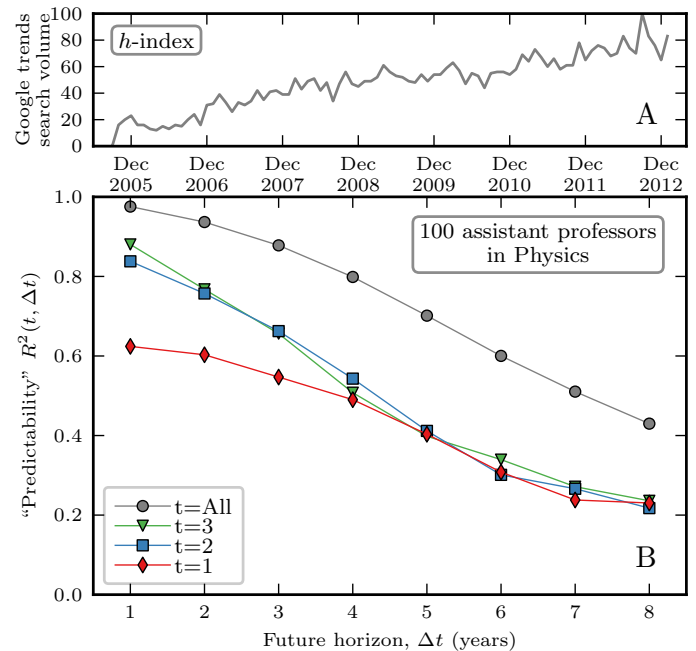 100
80
60
40
20
0
Google trends
search volume
h-index
A
Dec Dec Dec Dec Dec Dec Dec Dec
2005 2006 2007 2008 2009 2010 2011 2012
1.0
0.8
0.6
0.4
0.2
0.0
“Predictability” R²(t, Δt)
100 assistant professors
in Physics
t=All
t=3
t=2
t=1
B
1 2 3 4 5 6 7 8
Future horizon, Δt (years)